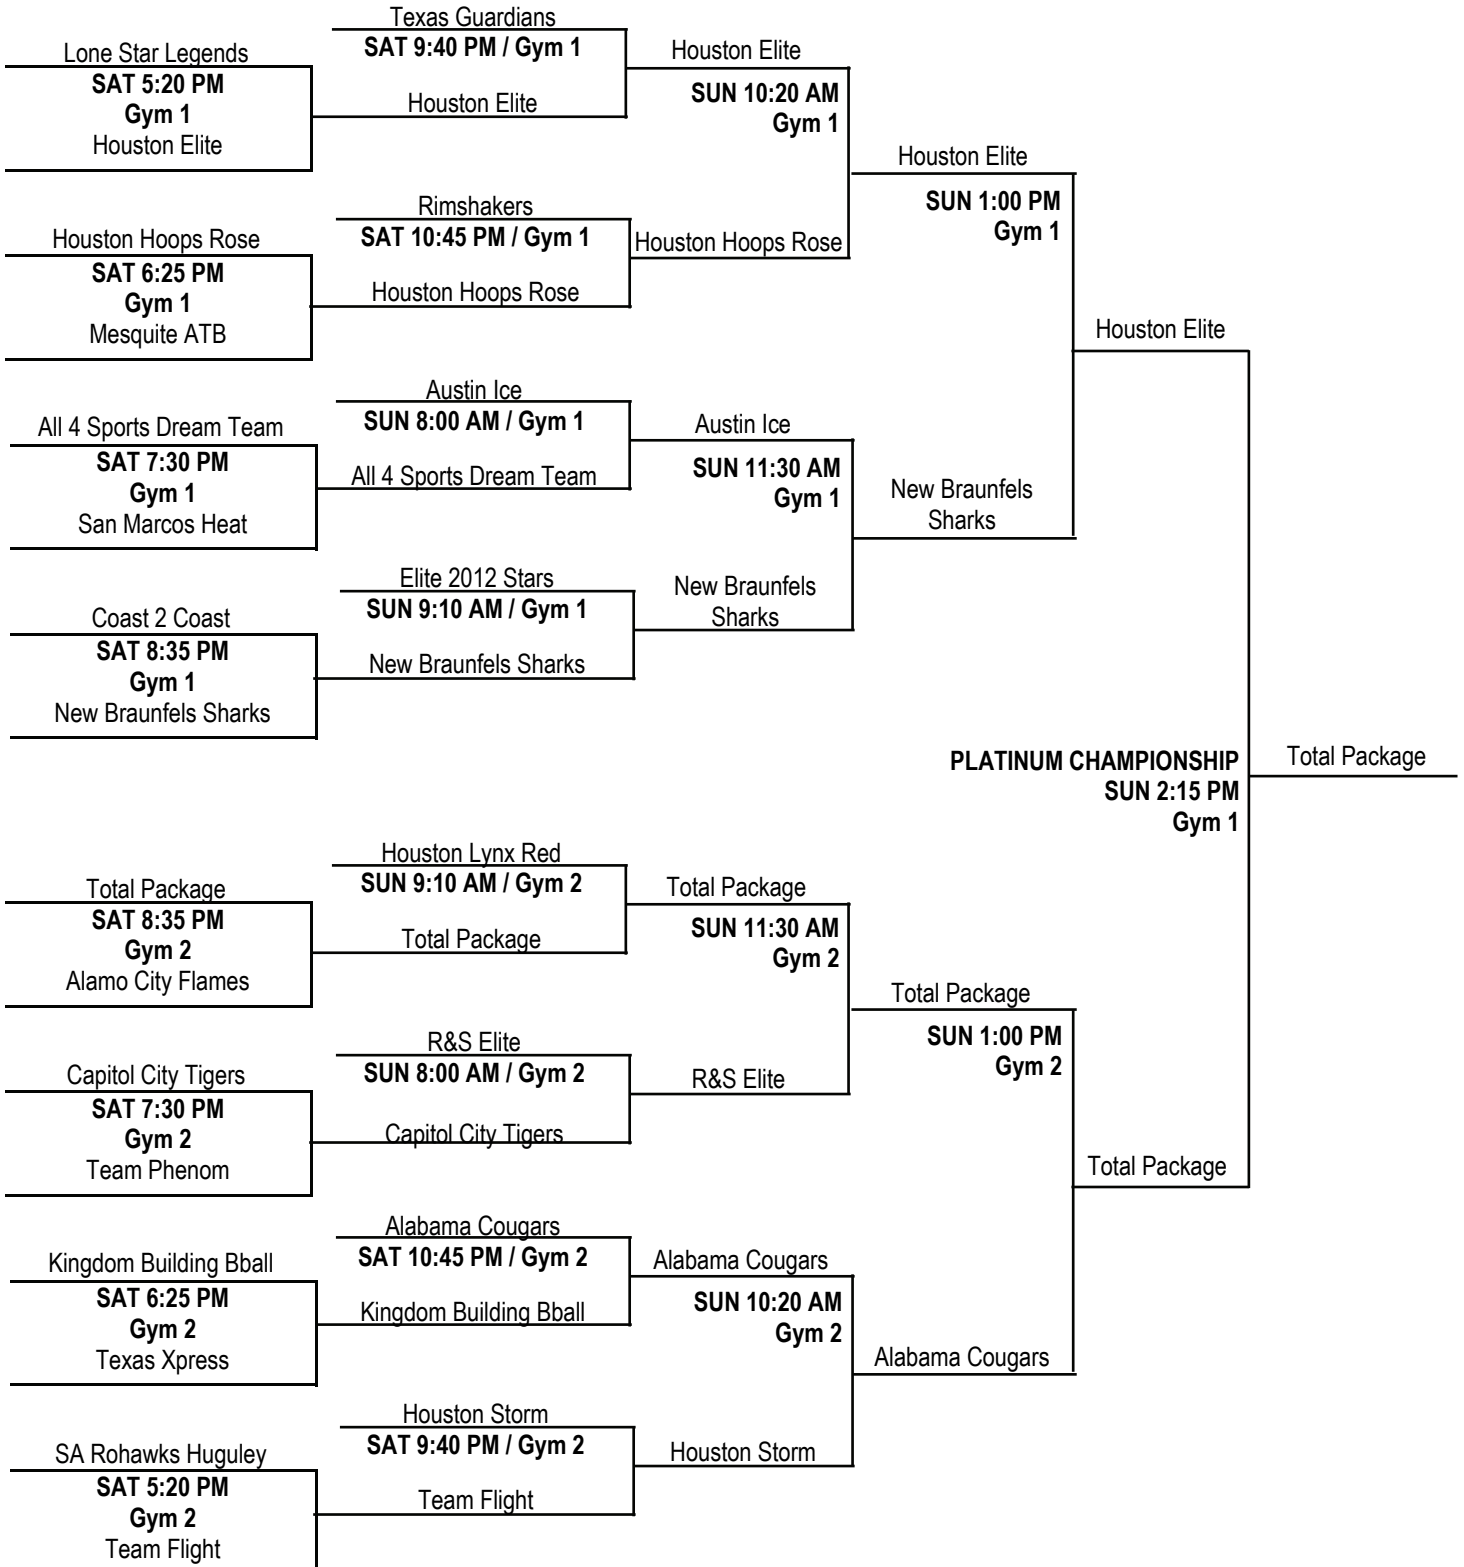 Texas Guardians
Lone Star Legends
SAT 9:40 PM / Gym 1
Houston Elite
SAT 5:20 PM
Gym 1
Houston Elite
Houston Elite
SUN 10:20 AM
Gym 1
Houston Elite
Rimshakers
Houston Hoops Rose
SAT 10:45 PM / Gym 1
Houston Hoops Rose
SUN 1:00 PM
Gym 1
SAT 6:25 PM
Gym 1
Mesquite ATB
Houston Hoops Rose
Houston Elite
Austin Ice
All 4 Sports Dream Team
SUN 8:00 AM / Gym 1
Austin Ice
SAT 7:30 PM
Gym 1
San Marcos Heat
All 4 Sports Dream Team
SUN 11:30 AM
Gym 1
New Braunfels
Sharks
Elite 2012 Stars
Coast 2 Coast
SUN 9:10 AM / Gym 1
New Braunfels
Sharks
SAT 8:35 PM
Gym 1
New Braunfels Sharks
New Braunfels Sharks
PLATINUM CHAMPIONSHIP
SUN 2:15 PM
Gym 1
Total Package
Houston Lynx Red
Total Package
SUN 9:10 AM / Gym 2
Total Package
SAT 8:35 PM
Gym 2
Alamo City Flames
Total Package
SUN 11:30 AM
Gym 2
Total Package
R&S Elite
Capitol City Tigers
SUN 8:00 AM / Gym 2
R&S Elite
SUN 1:00 PM
Gym 2
SAT 7:30 PM
Gym 2
Team Phenom
Capitol City Tigers
Total Package
Alabama Cougars
Kingdom Building Bball
SAT 10:45 PM / Gym 2
Alabama Cougars
SAT 6:25 PM
Gym 2
Texas Xpress
Kingdom Building Bball
SUN 10:20 AM
Gym 2
Alabama Cougars
Houston Storm
SA Rohawks Huguley
SAT 9:40 PM / Gym 2
Houston Storm
SAT 5:20 PM
Gym 2
Team Flight
Team Flight